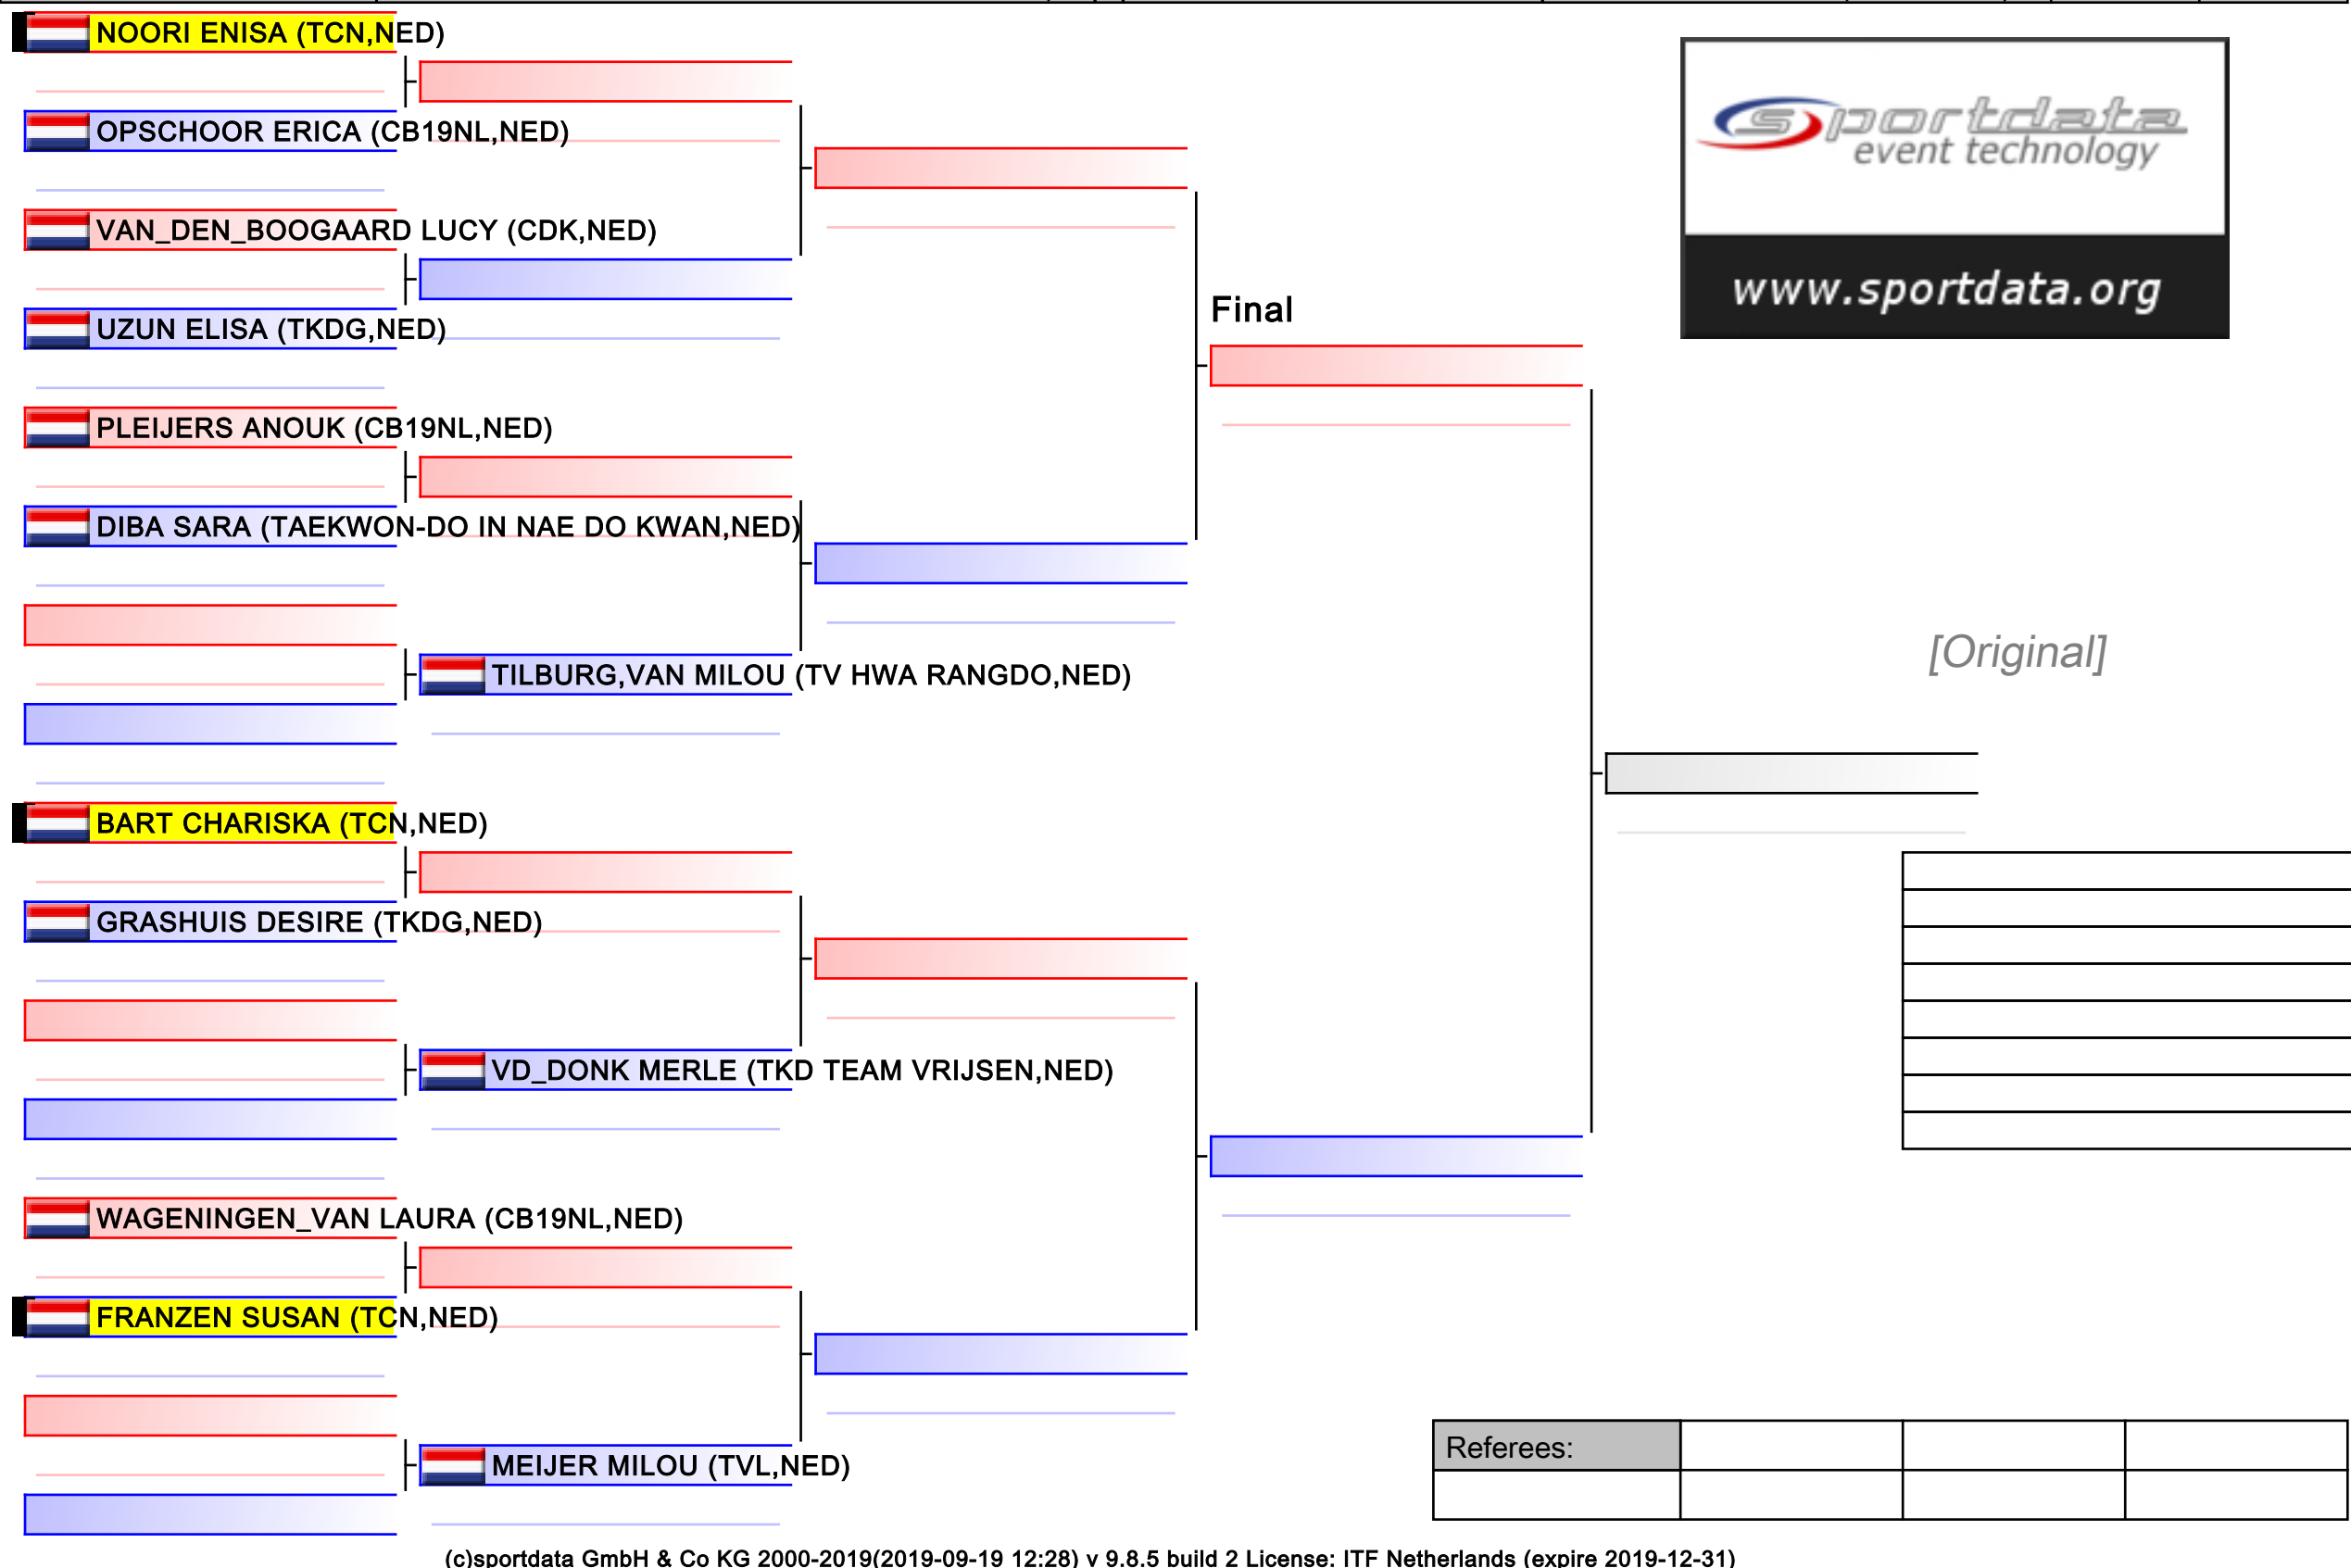 NOORI ENISA (TCN,NED)
OPSCHOOR ERICA (CB19NL,NED)
VAN_DEN_BOOGAARD LUCY (CDK,NED)
UZUN ELISA (TKDG,NED)
PLEIJERS ANOUK (CB19NL,NED)
DIBA SARA (TAEKWON-DO IN NAE DO KWAN,NED)
TILBURG,VAN MILOU (TV HWA RANGDO,NED)
BART CHARISKA (TCN,NED)
GRASHUIS DESIRE (TKDG,NED)
VD_DONK MERLE (TKD TEAM VRIJSEN,NED)
WAGENINGEN_VAN LAURA (CB19NL,NED)
FRANZEN SUSAN (TCN,NED)
MEIJER MILOU (TVL,NED)
Final
sportdata
event technology
www.sportdata.org
[Original]
Referees:
(c)sportdata GmbH & Co KG 2000-2019(2019-09-19 12:28) v 9.8.5 build 2 License: ITF Netherlands (expire 2019-12-31)